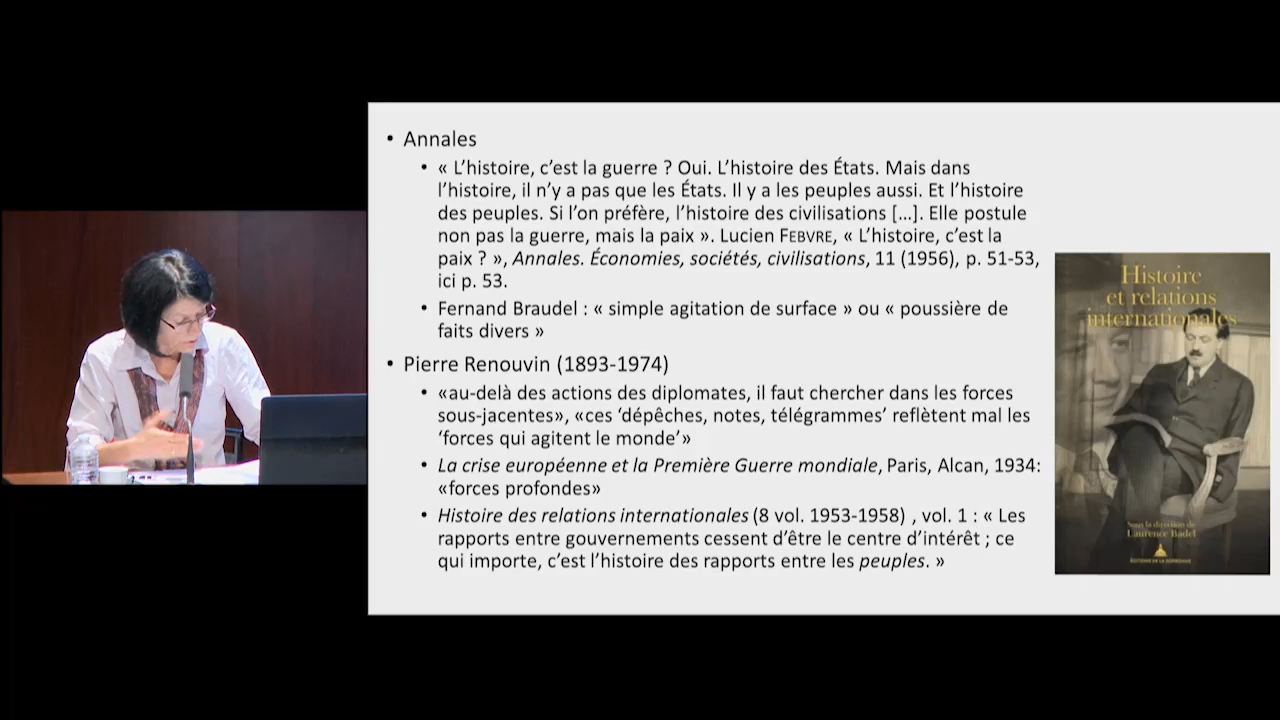 • Annales
• « L’histoire, c’est la guerre ? Oui. L’histoire des États. Mais dans
l’histoire, il n’y a pas que les États. Il y a les peuples aussi. Et l’histoire
des peuples. Si l’on préfère, l’histoire des civilisations […]. Elle postule
non pas la guerre, mais la paix ». Lucien FEBVRE, « L’histoire, c’est la
paix ? », Annales. Économies, sociétés, civilisations, 11 (1956), p. 51-53,
ici p. 53.
• Fernand Braudel : « simple agitation de surface » ou « poussière de
faits divers »
• Pierre Renouvin (1893-1974)
• «au-delà des actions des diplomates, il faut chercher dans les forces
sous-jacentes», «ces ‘dépêches, notes, télégrammes’ reflètent mal les
‘forces qui agitent le monde’»
• La crise européenne et la Première Guerre mondiale, Paris, Alcan, 1934:
«forces profondes»
• Histoire des relations internationales (8 vol. 1953-1958) , vol. 1 : « Les
rapports entre gouvernements cessent d’être le centre d’intérêt ; ce
qui importe, c’est l’histoire des rapports entre les peuples. »
Histoire
et relations
internationales
Sous la direction de
Laurence Badel
ÉDITIONS DE LA SORBONNE